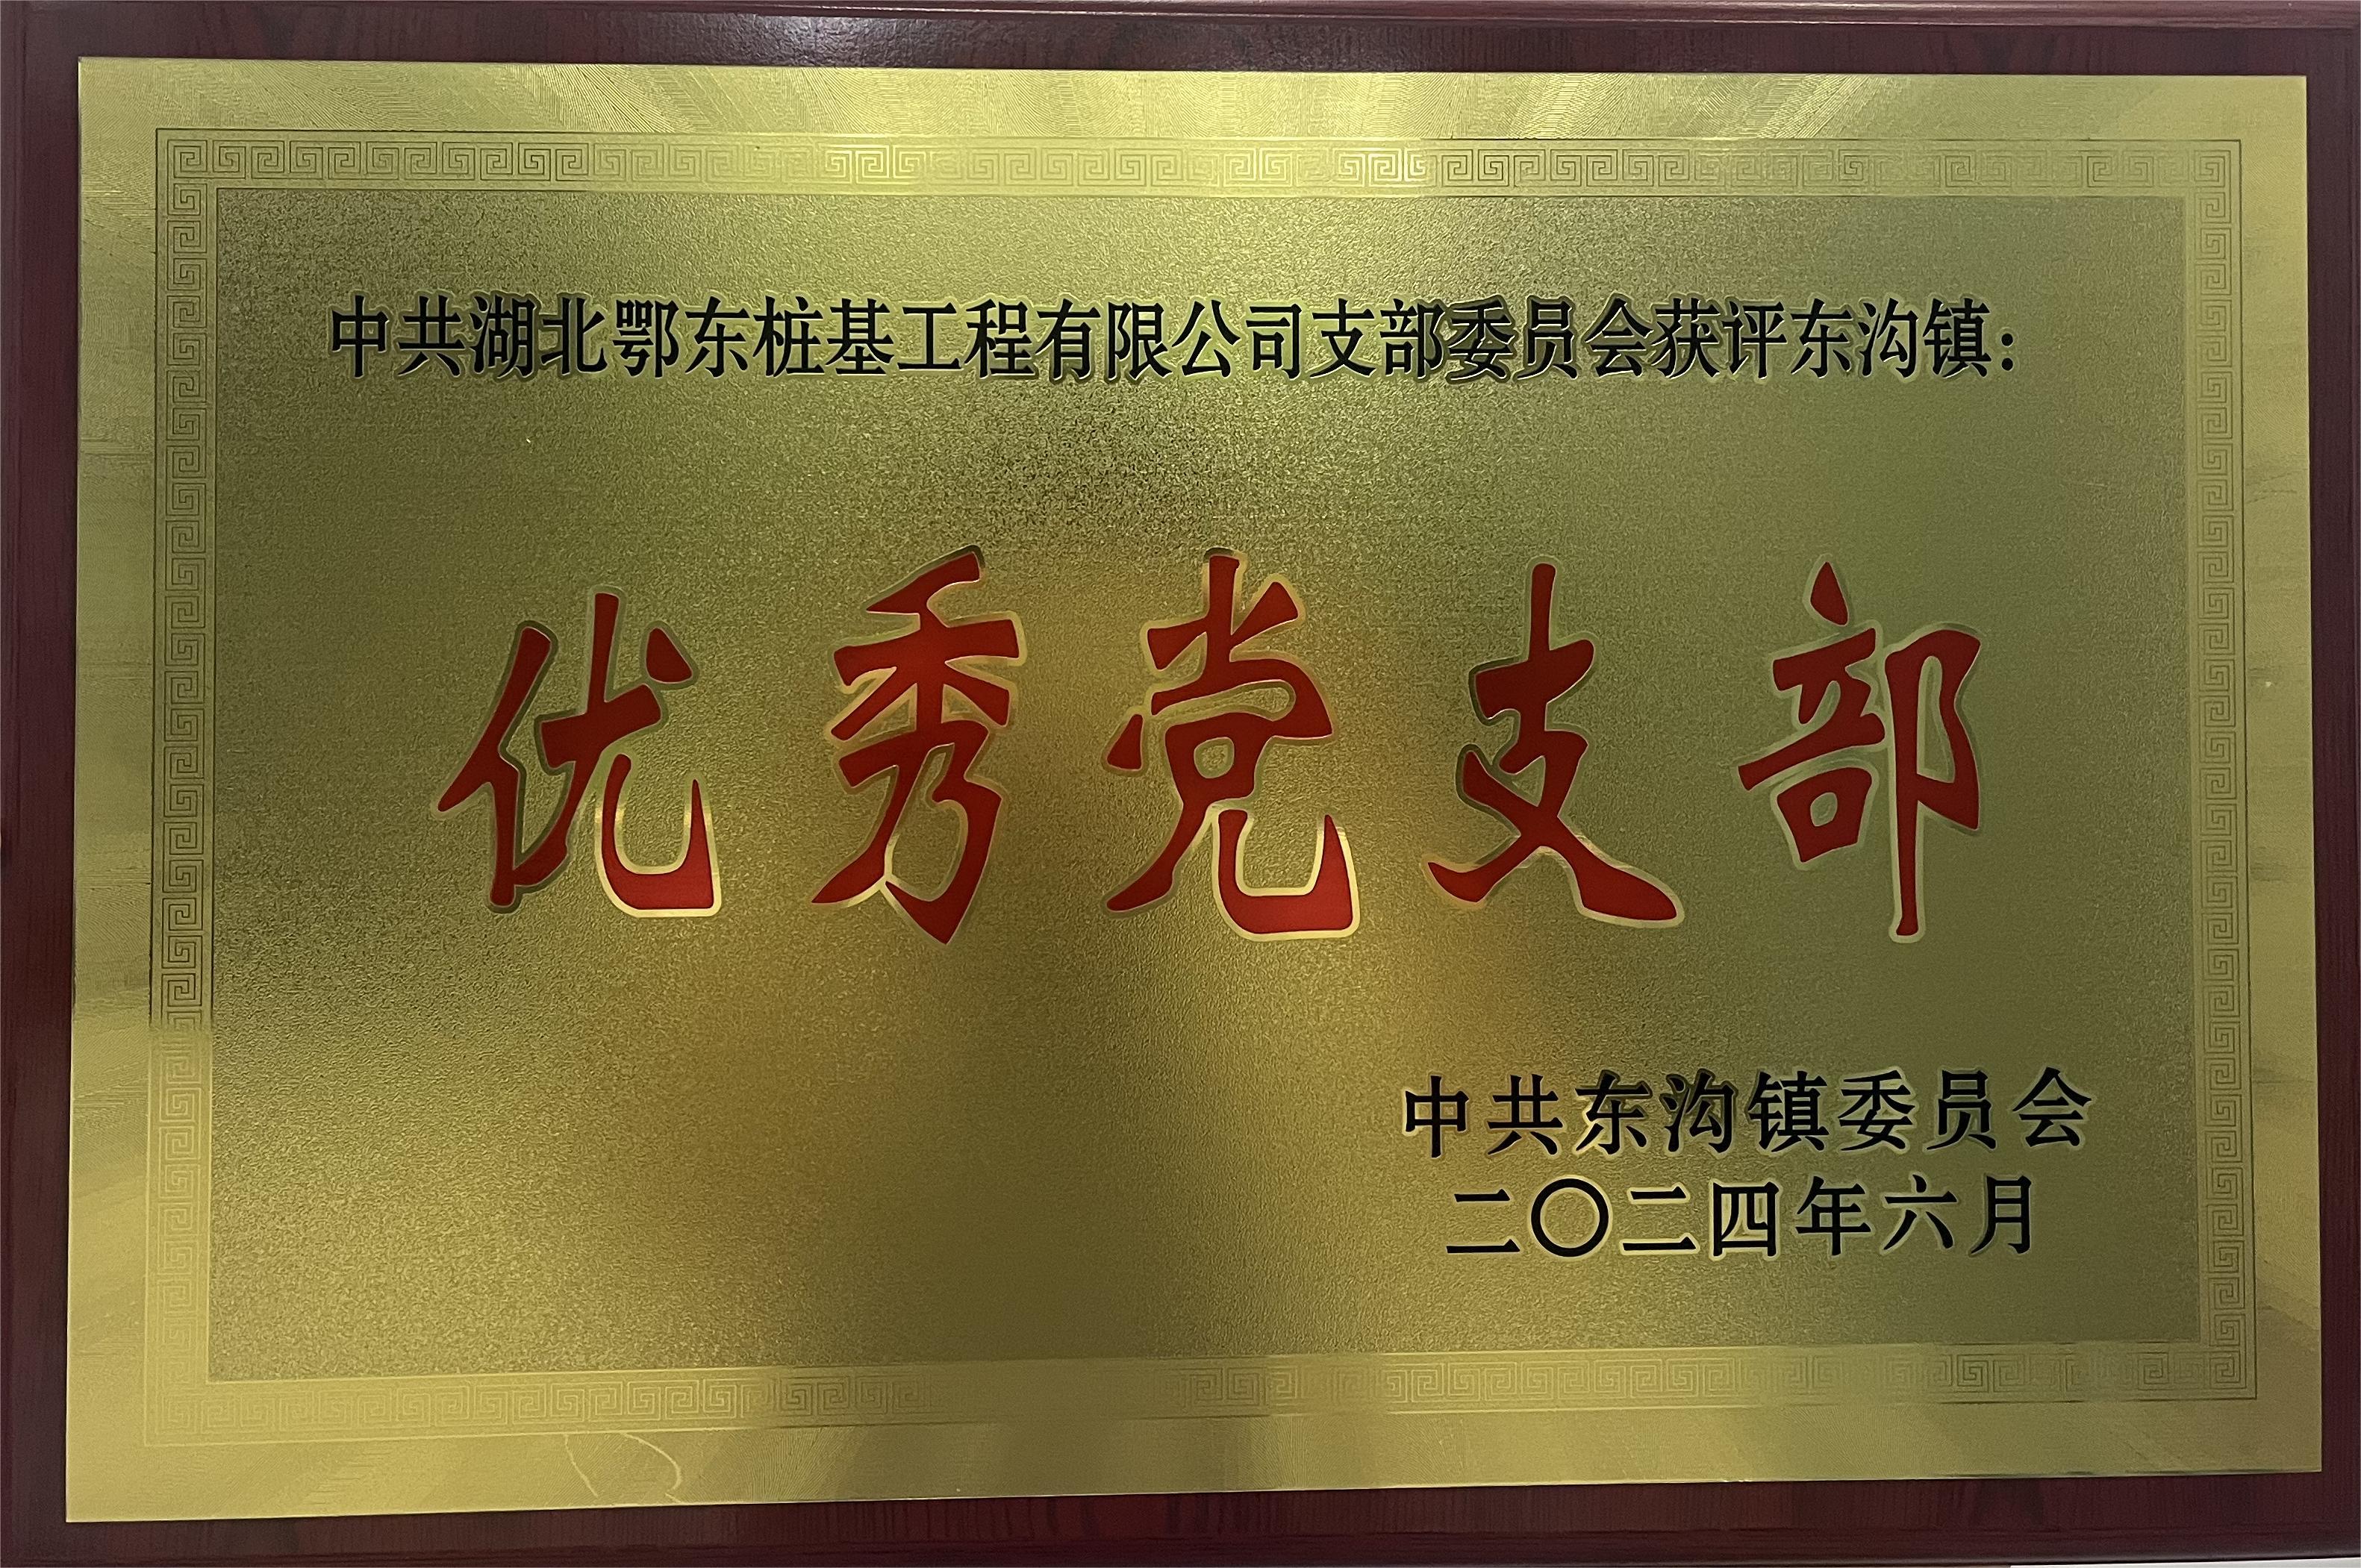 中共湖北鄂东桩基工程有限公司支部委员会获评东沟镇：
优秀党支部
中共东沟镇委员会
二〇二四年六月